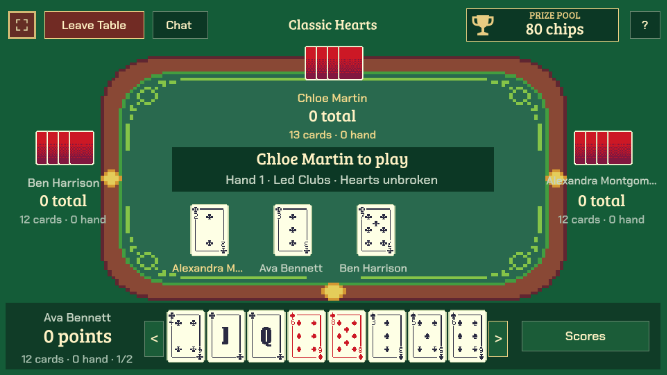 Leave Table
Chat
Classic Hearts
PRIZE POOL
80 chips
?
Chloe Martin
0 total
13 cards · 0 hand
Ben Harrison
0 total
12 cards · 0 hand
Montgom...
0 total
12 cards · 0 hand
Chloe Martin to play
Hand 1 · Led Clubs · Hearts unbroken
Alexandra M...
Ava Bennett
Ben Harrison
Ava Bennett
0 points
12 cards · 0 hand · 1/2
<
J
Q
>
Scores